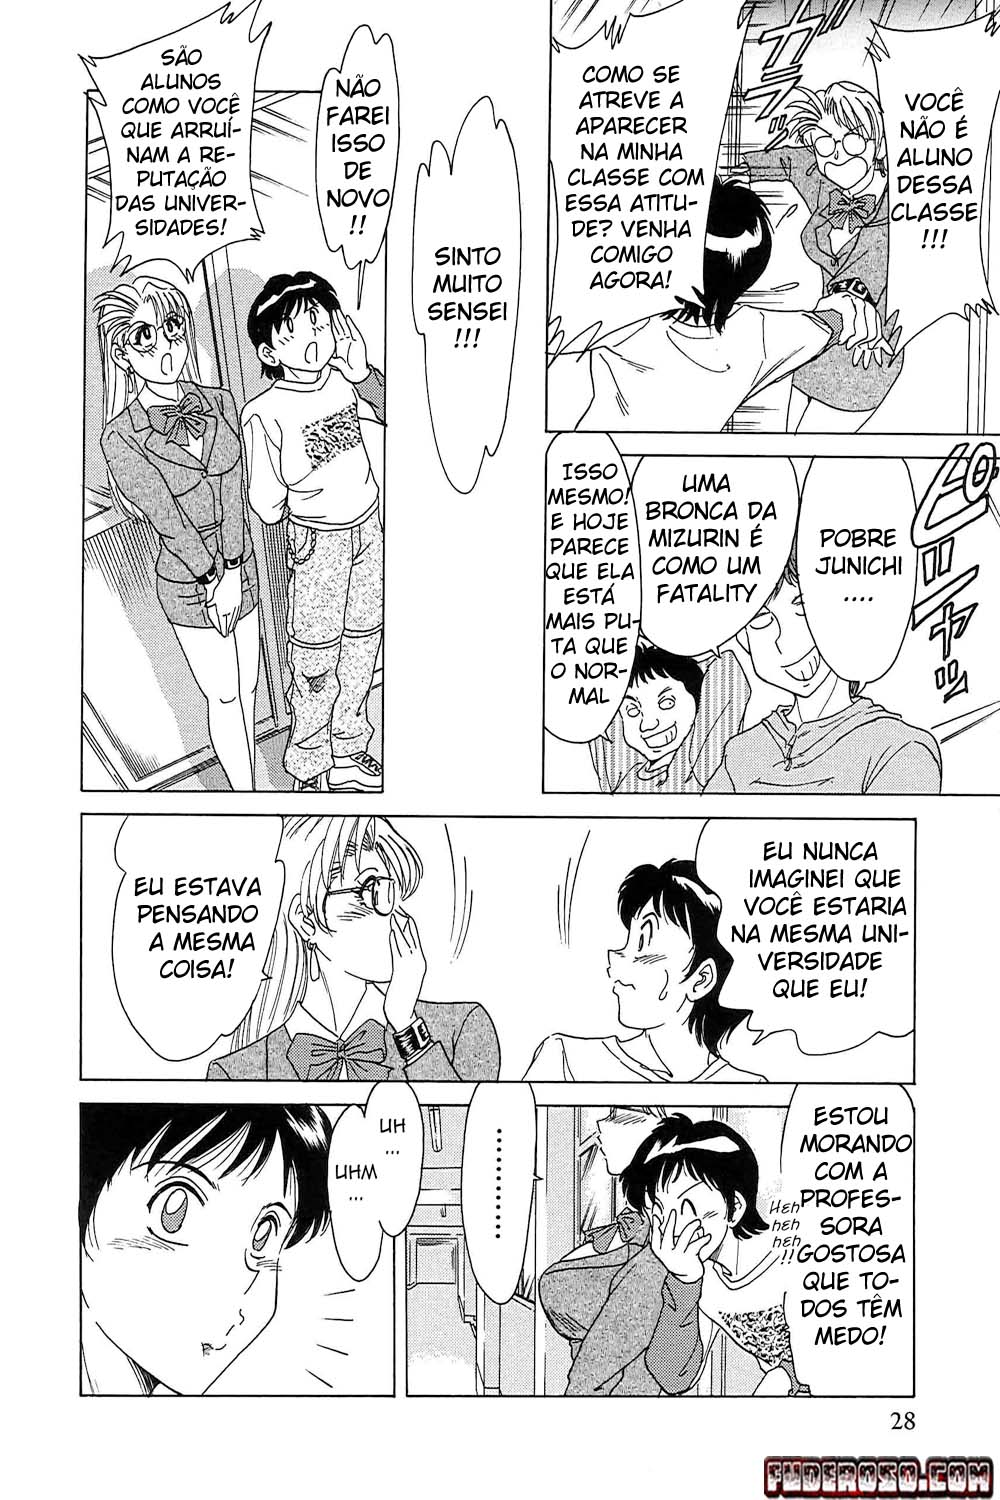 VOCÊ
NÃO É
ALUNO
DESSA
CLASSE
!!!
COMO SE
ATREVE A
APARECER
NA MINHA
CLASSE COM
ESSA ATITU-
DE? VENHA
COMIGO
AGORA!
POBRE
JUNICHI
....
UMA
BRONCA DA
MIZURIN É
COMO UM
FATALITY
ISSO
MESMO!
E HOJE
PARECE
QUE ELA
ESTÁ
MAIS PU-
TA QUE
O NOR-
MAL
SINTO
MUITO
SENSEI
!!!
NÃO
FAREI
ISSO
DE
NOVO
!!
SÃO
ALUNOS
COMO VOCÊ
QUE ARRUÍ-
NAM A RE-
PUTAÇÃO
DAS UNIVER-
SIDADES!
EU NUNCA
IMAGINEI QUE
VOCÊ ESTARIA
NA MESMA UNI-
VERSIDADE
QUE EU!
EU ESTAVA
PENSANDO
A MESMA
COISA!
ESTOU
MORANDO
COM A
PROFES-
SORA
GOSTOSA
QUE TO-
DOS TÊM
MEDO!
HEH
HEH
HEH
!!
..........
UH
...
UHM
...
28
FUDEROSO.COM